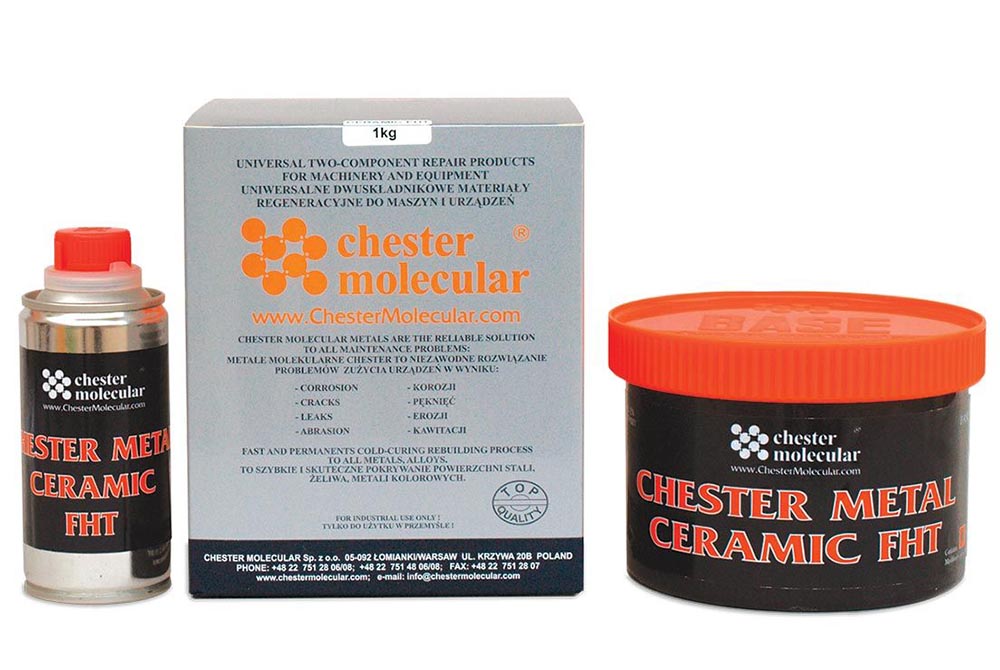 chester
molecular
www.ChesterMolecular.com
CHESTER METAL
CERAMIC
FHT
CERAMIC FHT
1kg
UNIVERSAL TWO-COMPONENT REPAIR PRODUCTS
FOR MACHINERY AND EQUIPMENT
UNIWERSALNE DWUSKŁADNIKOWE MATERIAŁY
REGENERACYJNE DO MASZYN I URZĄDZEŃ
chester ®
molecular
www.ChesterMolecular.com
CHESTER MOLECULAR METALS ARE THE RELIABLE SOLUTION
TO ALL MAINTENANCE PROBLEMS:
METALE MOLEKULARNE CHESTER TO NIEZAWODNE ROZWIĄZANIE
PROBLEMÓW ZUŻYCIA URZĄDZEŃ W WYNIKU:
- CORROSION - KOROZJI
- CRACKS - PĘKNIĘĆ
- LEAKS - EROZJI
- ABRASION - KAWITACJI
FAST AND PERMANENTS COLD-CURING REBUILDING PROCESS
TO ALL METALS, ALLOYS.
TO SZYBKIE I SKUTECZNE POKRYWANIE POWIERZCHNI STALI,
ŻELIWA, METALI KOLOROWYCH.
TOP
QUALITY
FOR INDUSTRIAL USE ONLY !
TYLKO DO UŻYTKU W PRZEMYŚLE !
CHESTER MOLECULAR Sp. z o.o. 05-092 ŁOMIANKI/WARSAW UL. KRZYWA 20B POLAND
PHONE: +48 22 751 28 06/08; +48 22 751 48 06/08; FAX: +48 22 751 28 07
www.chestermolecular.com; e-mail: info@chestermolecular.com
BASE
chester
molecular
www.ChesterMolecular.com
CHESTER METAL
CERAMIC FHT